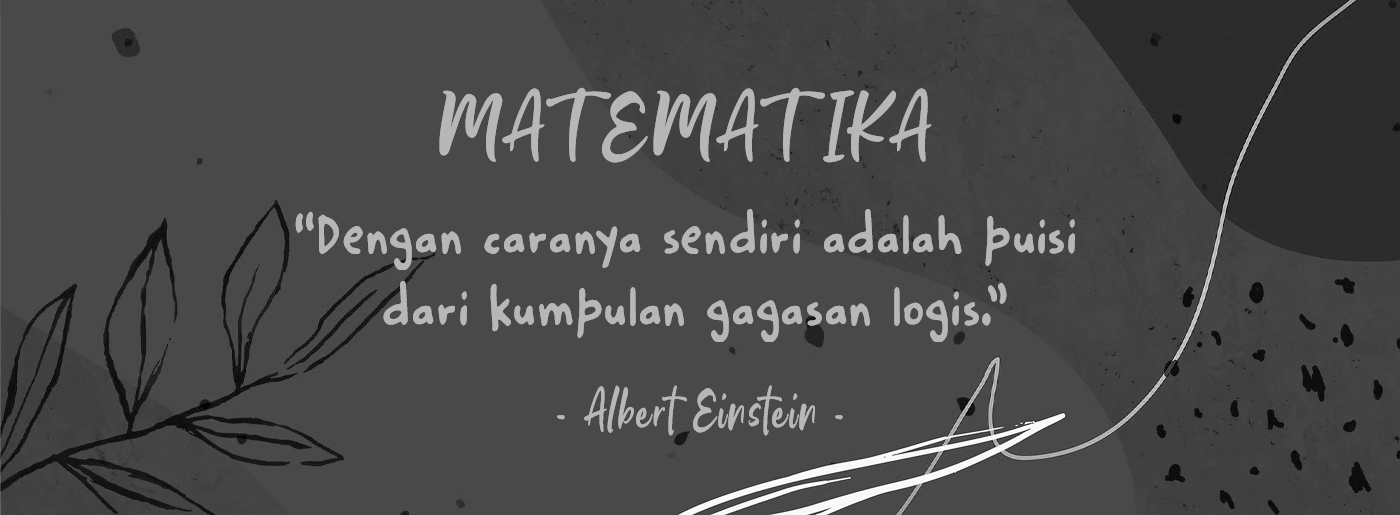 MATEMATIKA
“Dengan caranya sendiri adalah puisi
dari kumpulan gagasan logis.”
- Albert Einstein -